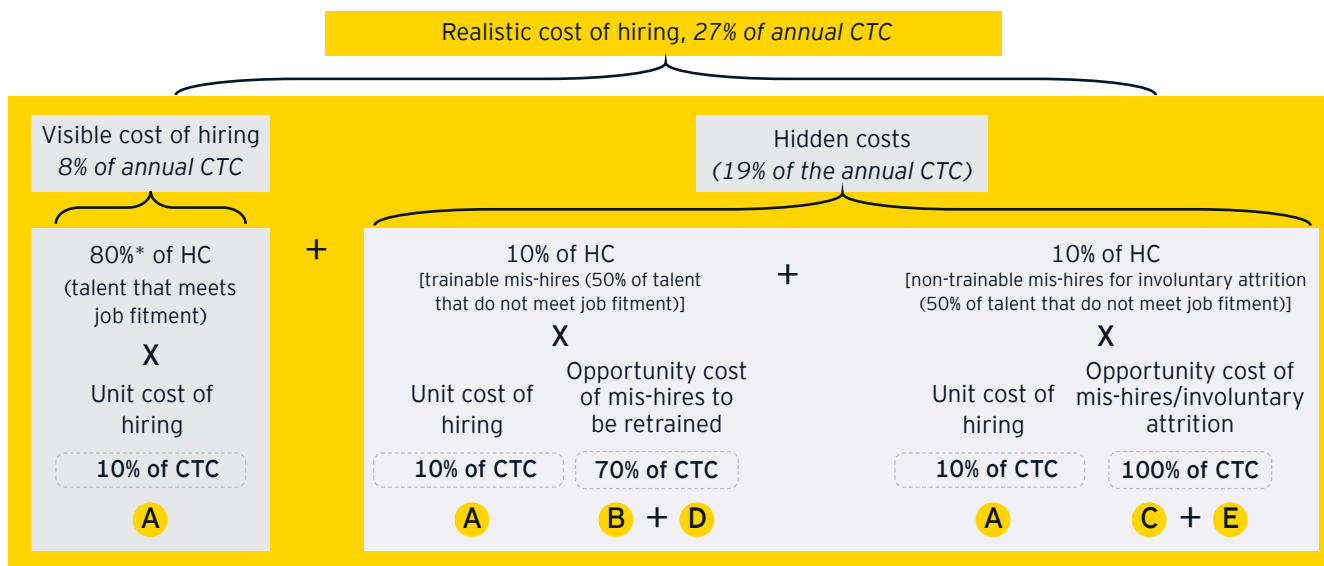 Realistic cost of hiring, 27% of annual CTC
Visible cost of hiring
8% of annual CTC
80%* of HC
(talent that meets
job fitment)
X
Unit cost of
hiring
10% of CTC
A
+
Hidden costs
(19% of the annual CTC)
10% of HC
[trainable mis-hires (50% of talent
that do not meet job fitment)]
X
Unit cost of
hiring
10% of CTC
A
Opportunity cost
of mis-hires to
be retrained
70% of CTC
B + D
+
10% of HC
[non-trainable mis-hires for involuntary attrition
(50% of talent that do not meet job fitment)]
X
Unit cost of
hiring
10% of CTC
A
Opportunity cost of
mis-hires/involuntary
attrition
100% of CTC
C + E